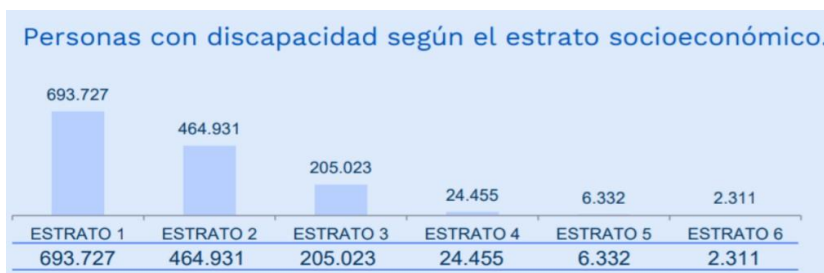 Personas con discapacidad según el estrato socioeconómico.
693.727
464.931
205.023
24.455
6.332
2.311
ESTRATO 1 ESTRATO 2 ESTRATO 3 ESTRATO 4 ESTRATO 5 ESTRATO 6
693.727 464.931 205.023 24.455 6.332 2.311